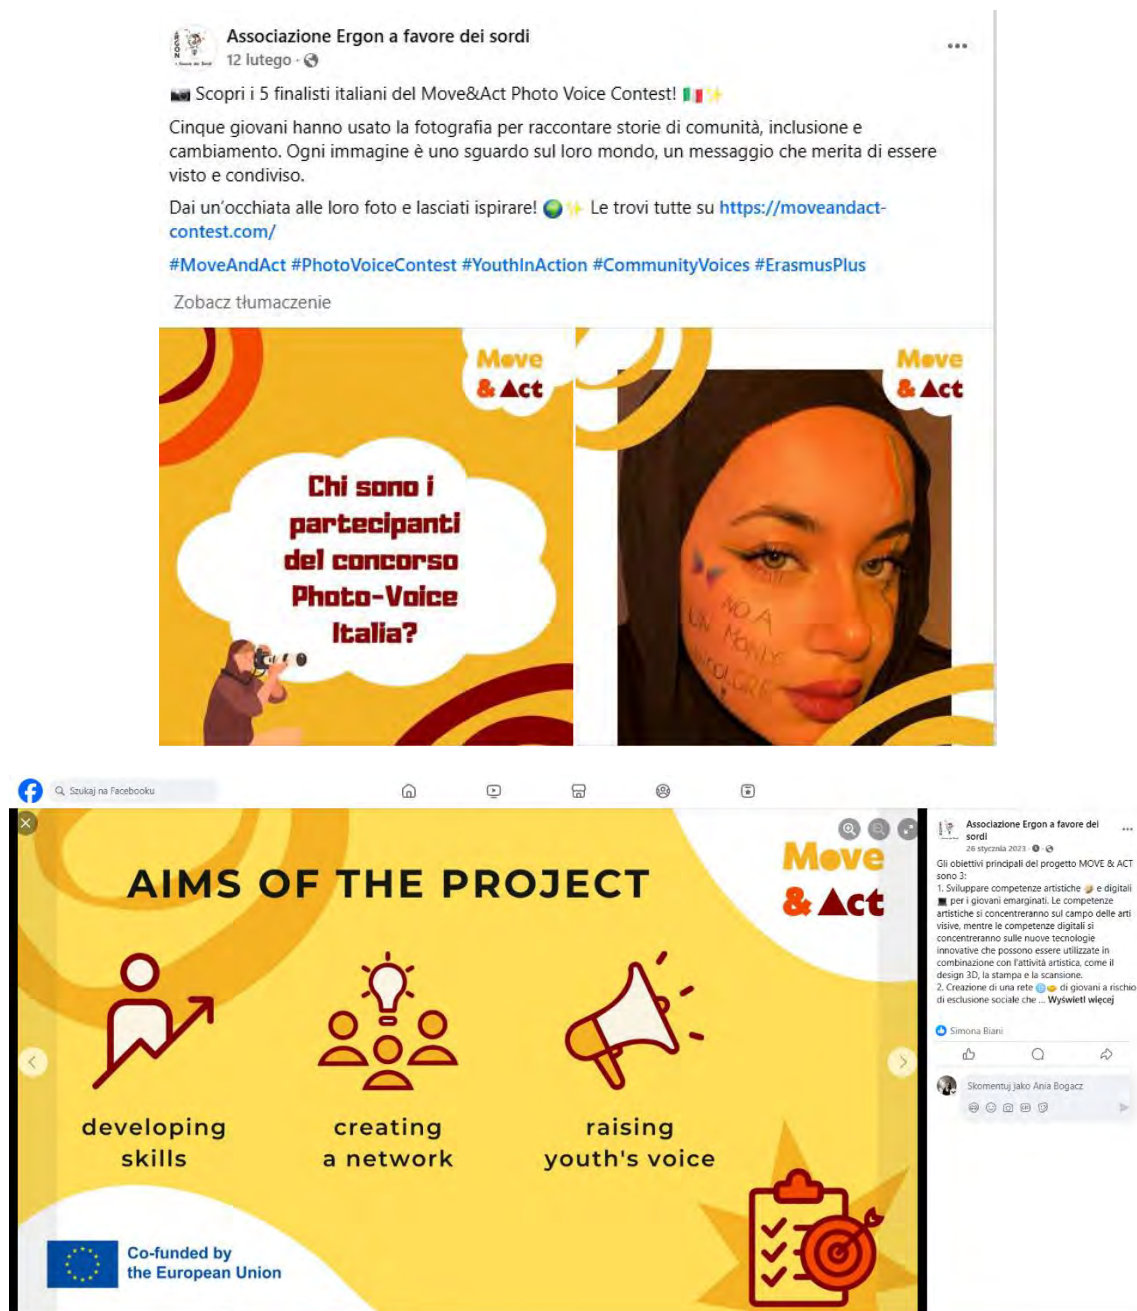 Associazione Ergon a favore dei sordi
12 lutego
Scopri i 5 finalisti italiani del Move&Act Photo Voice Contest!
Cinque giovani hanno usato la fotografia per raccontare storie di comunità, inclusione e
cambiamento. Ogni immagine è uno sguardo sul loro mondo, un messaggio che merita di essere
visto e condiviso.
Dai un'occhiata alle loro foto e lasciati ispirare! Le trovi tutte su https://moveandact-
contest.com/
#MoveAndAct #PhotoVoiceContest #YouthInAction #CommunityVoices #ErasmusPlus
Zobacz tłumaczenie
Move
& Act
Chi sono i
partecipanti
del concorso
Photo-Voice
Italia?
Move
& Act
NO A
UN MONDO
Szukaj na Facebooku
AIMS OF THE PROJECT
Move
& Act
developing
skills
creating
a network
raising
youth's voice
Co-funded by
the European Union
Associazione Ergon a favore dei
sordi
26 stycznia 2023
Gli obiettivi principali del progetto MOVE & ACT
sono 3:
1. Sviluppare competenze artistiche e digitali
per i giovani emarginati. Le competenze
artistiche si concentreranno sul campo delle arti
visive, mentre le competenze digitali si
concentreranno sulle nuove tecnologie
innovative che possono essere utilizzate in
combinazione con l'attività artistica, come il
design 3D, la stampa e la scansione.
2. Creazione di una rete di giovani a rischio
di esclusione sociale che ... Wyświetl więcej
Simona Biani
Skomentuj jako Ania Bogacz